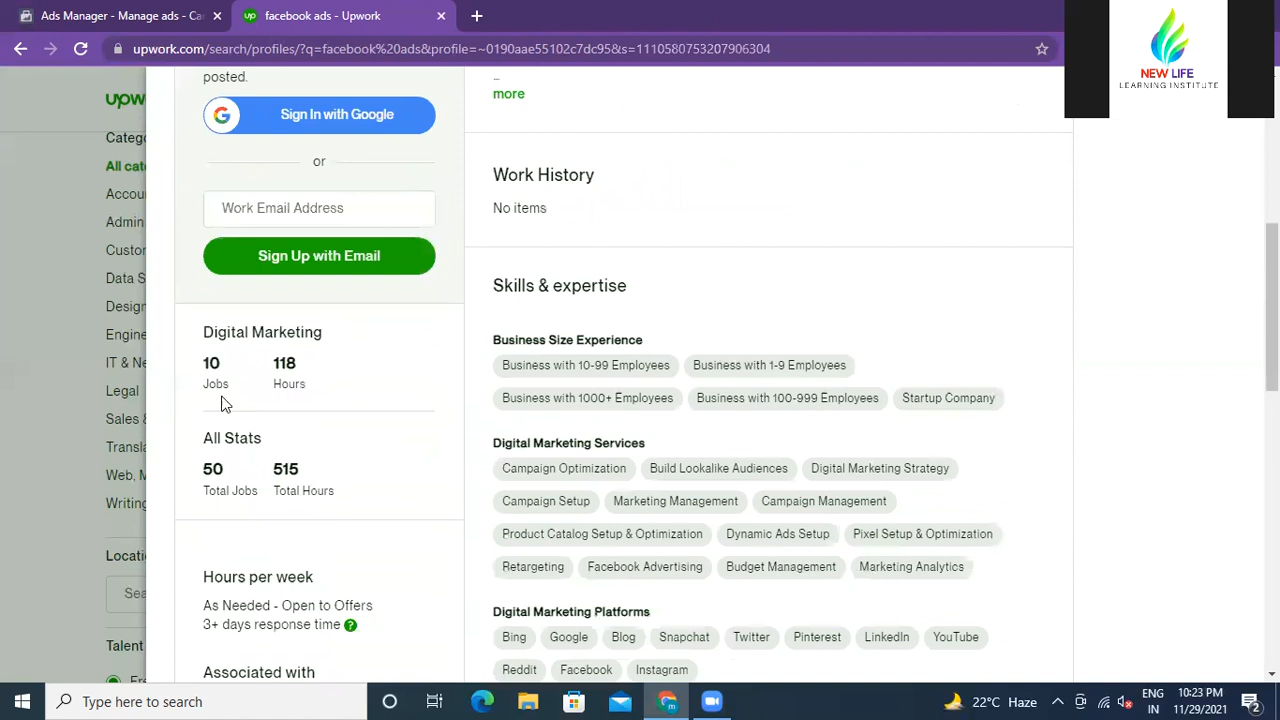 Ads Manager - Manage ads - Ca
facebook ads - Upwork
upwork.com/search/profiles/?q=facebook%20ads&profile=~0190aae55102c7dc95&s=1110580753207906304
NEW LIFE
LEARNING INSTITUTE
upw
Catego
All cate
Accou
Admin
Custon
Data S
Design
Engine
IT & Ne
Legal
Sales &
Transla
Web, M
Writing
Locatio
Sea
Talent
Fre
posted.
Sign In with Google
or
Work Email Address
Sign Up with Email
Digital Marketing
10 118
Jobs Hours
All Stats
50 515
Total Jobs Total Hours
Hours per week
As Needed - Open to Offers
3+ days response time ?
Associated with
...
more
Work History
No items
Skills & expertise
Business Size Experience
Business with 10-99 Employees Business with 1-9 Employees
Business with 1000+ Employees Business with 100-999 Employees Startup Company
Digital Marketing Services
Campaign Optimization Build Lookalike Audiences Digital Marketing Strategy
Campaign Setup Marketing Management Campaign Management
Product Catalog Setup & Optimization Dynamic Ads Setup Pixel Setup & Optimization
Retargeting Facebook Advertising Budget Management Marketing Analytics
Digital Marketing Platforms
Bing Google Blog Snapchat Twitter Pinterest LinkedIn YouTube
Reddit Facebook Instagram
Type here to search
22°C Haze
ENG
IN
10:23 PM
11/29/2021
2